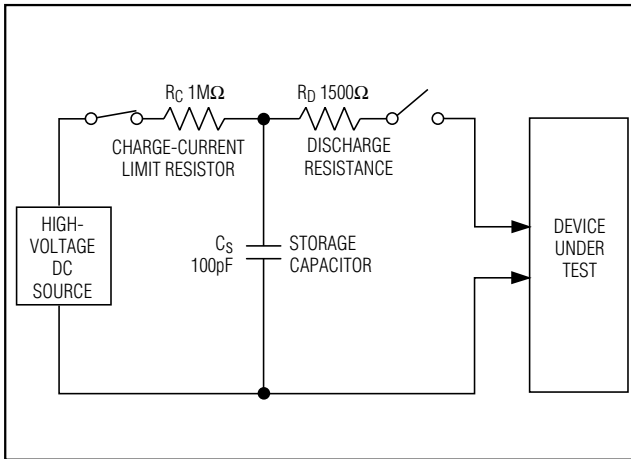 R_C 1MΩ
CHARGE-CURRENT
LIMIT RESISTOR
R_D 1500Ω
DISCHARGE
RESISTANCE
HIGH-
VOLTAGE
DC
SOURCE
C_S
100pF
STORAGE
CAPACITOR
DEVICE
UNDER
TEST